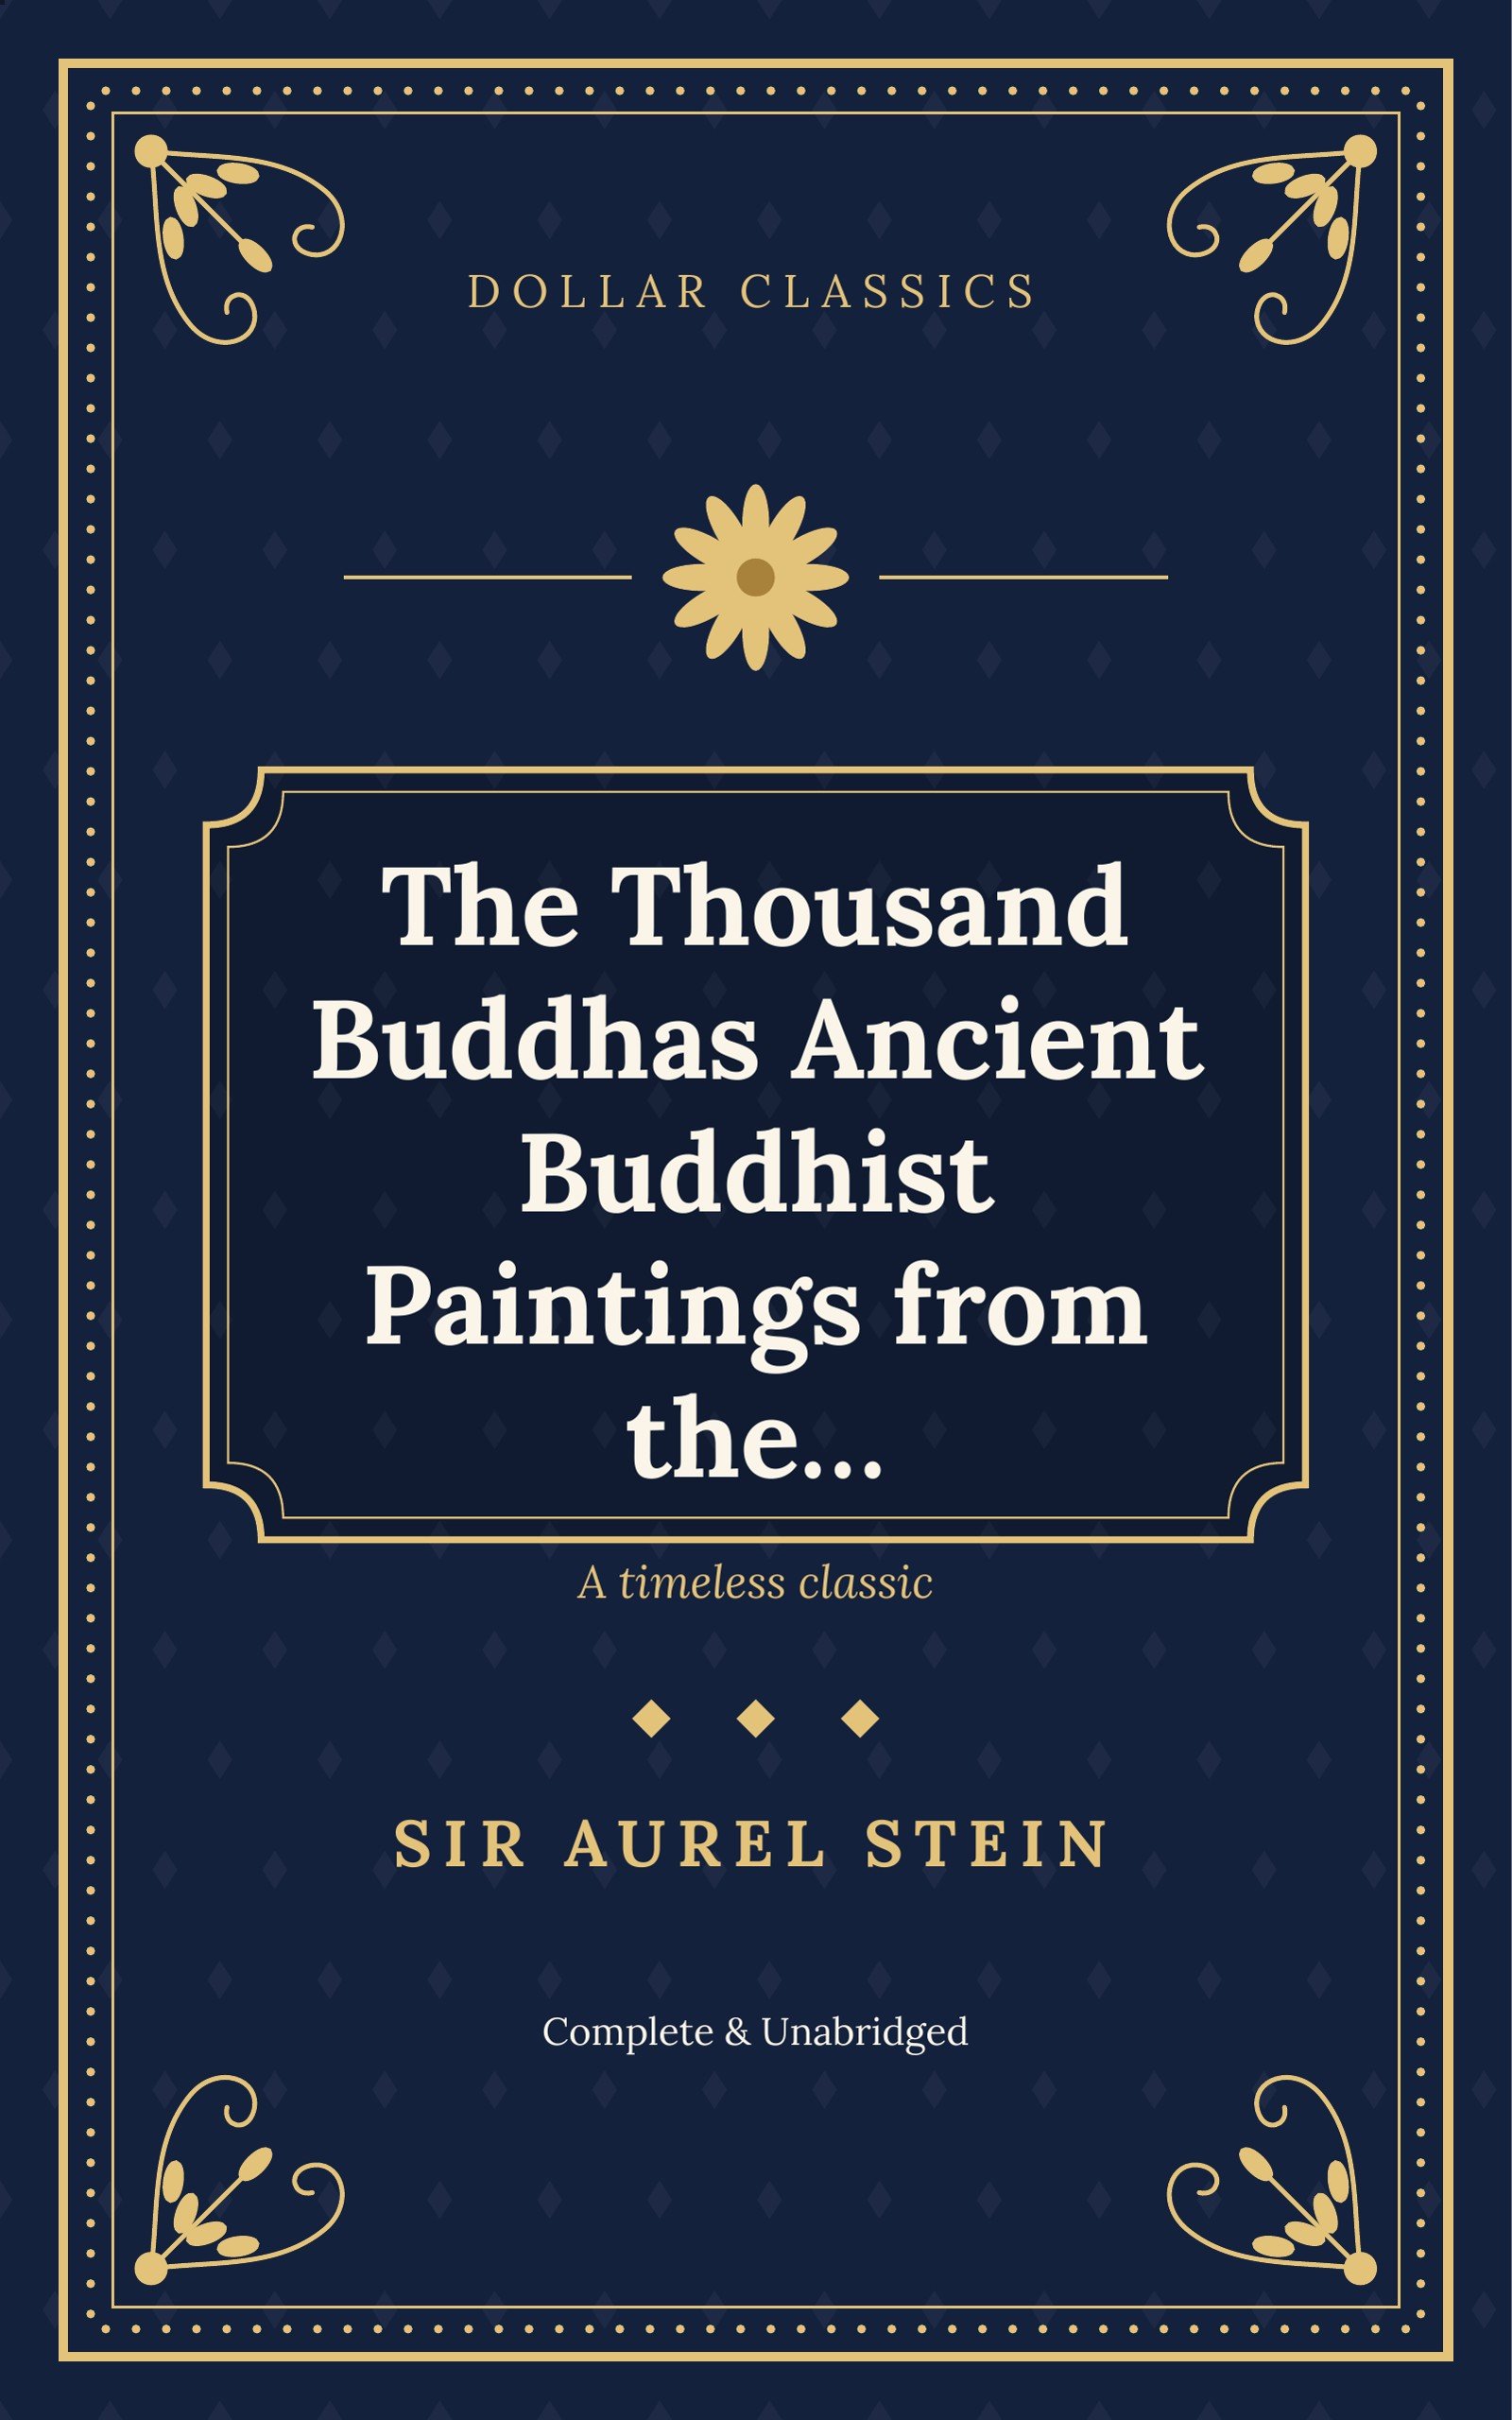 DOLLAR CLASSICS
The Thousand
Buddhas Ancient
Buddhist
Paintings from
the...
A timeless classic
SIR AUREL STEIN
Complete & Unabridged